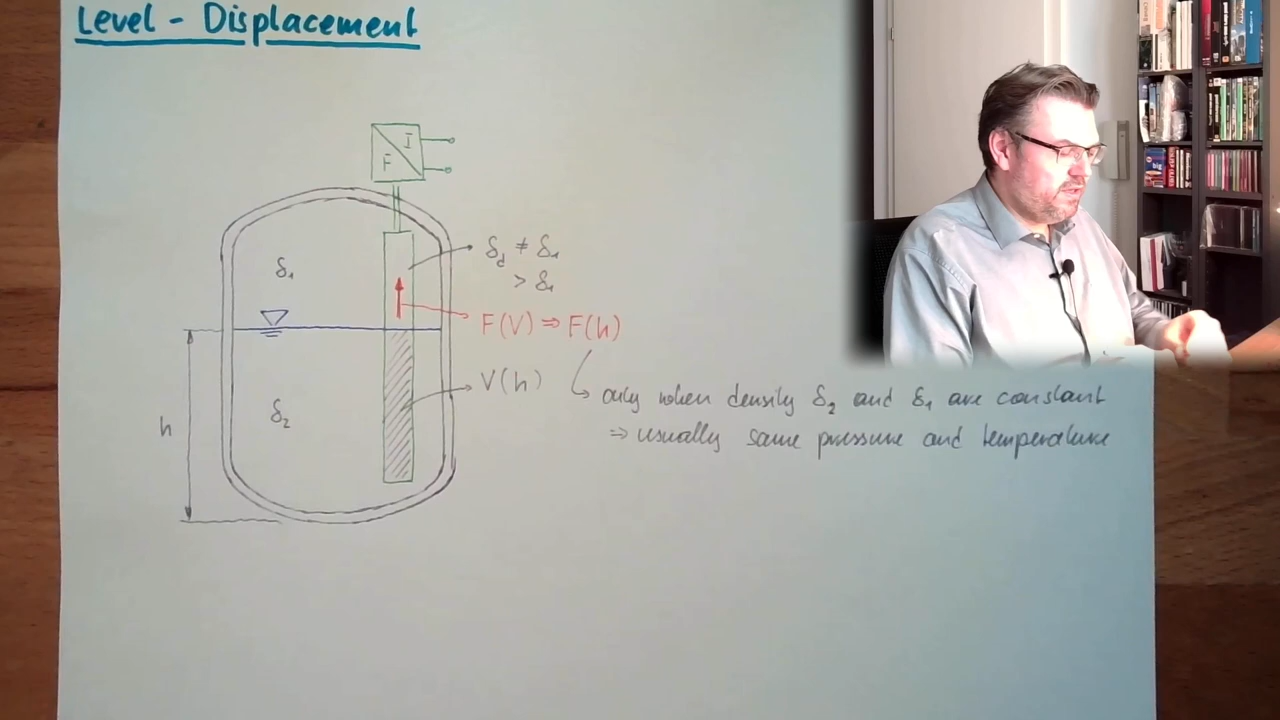 Level - Displacement
I
F
δ₁
δd ≠ δ₁
> δ₁
F(V) ⇒ F(h)
V(h)
only when density δ₂ and δ₁ are constant
⇒ usually same pressure and temperature
δ₂
h
big